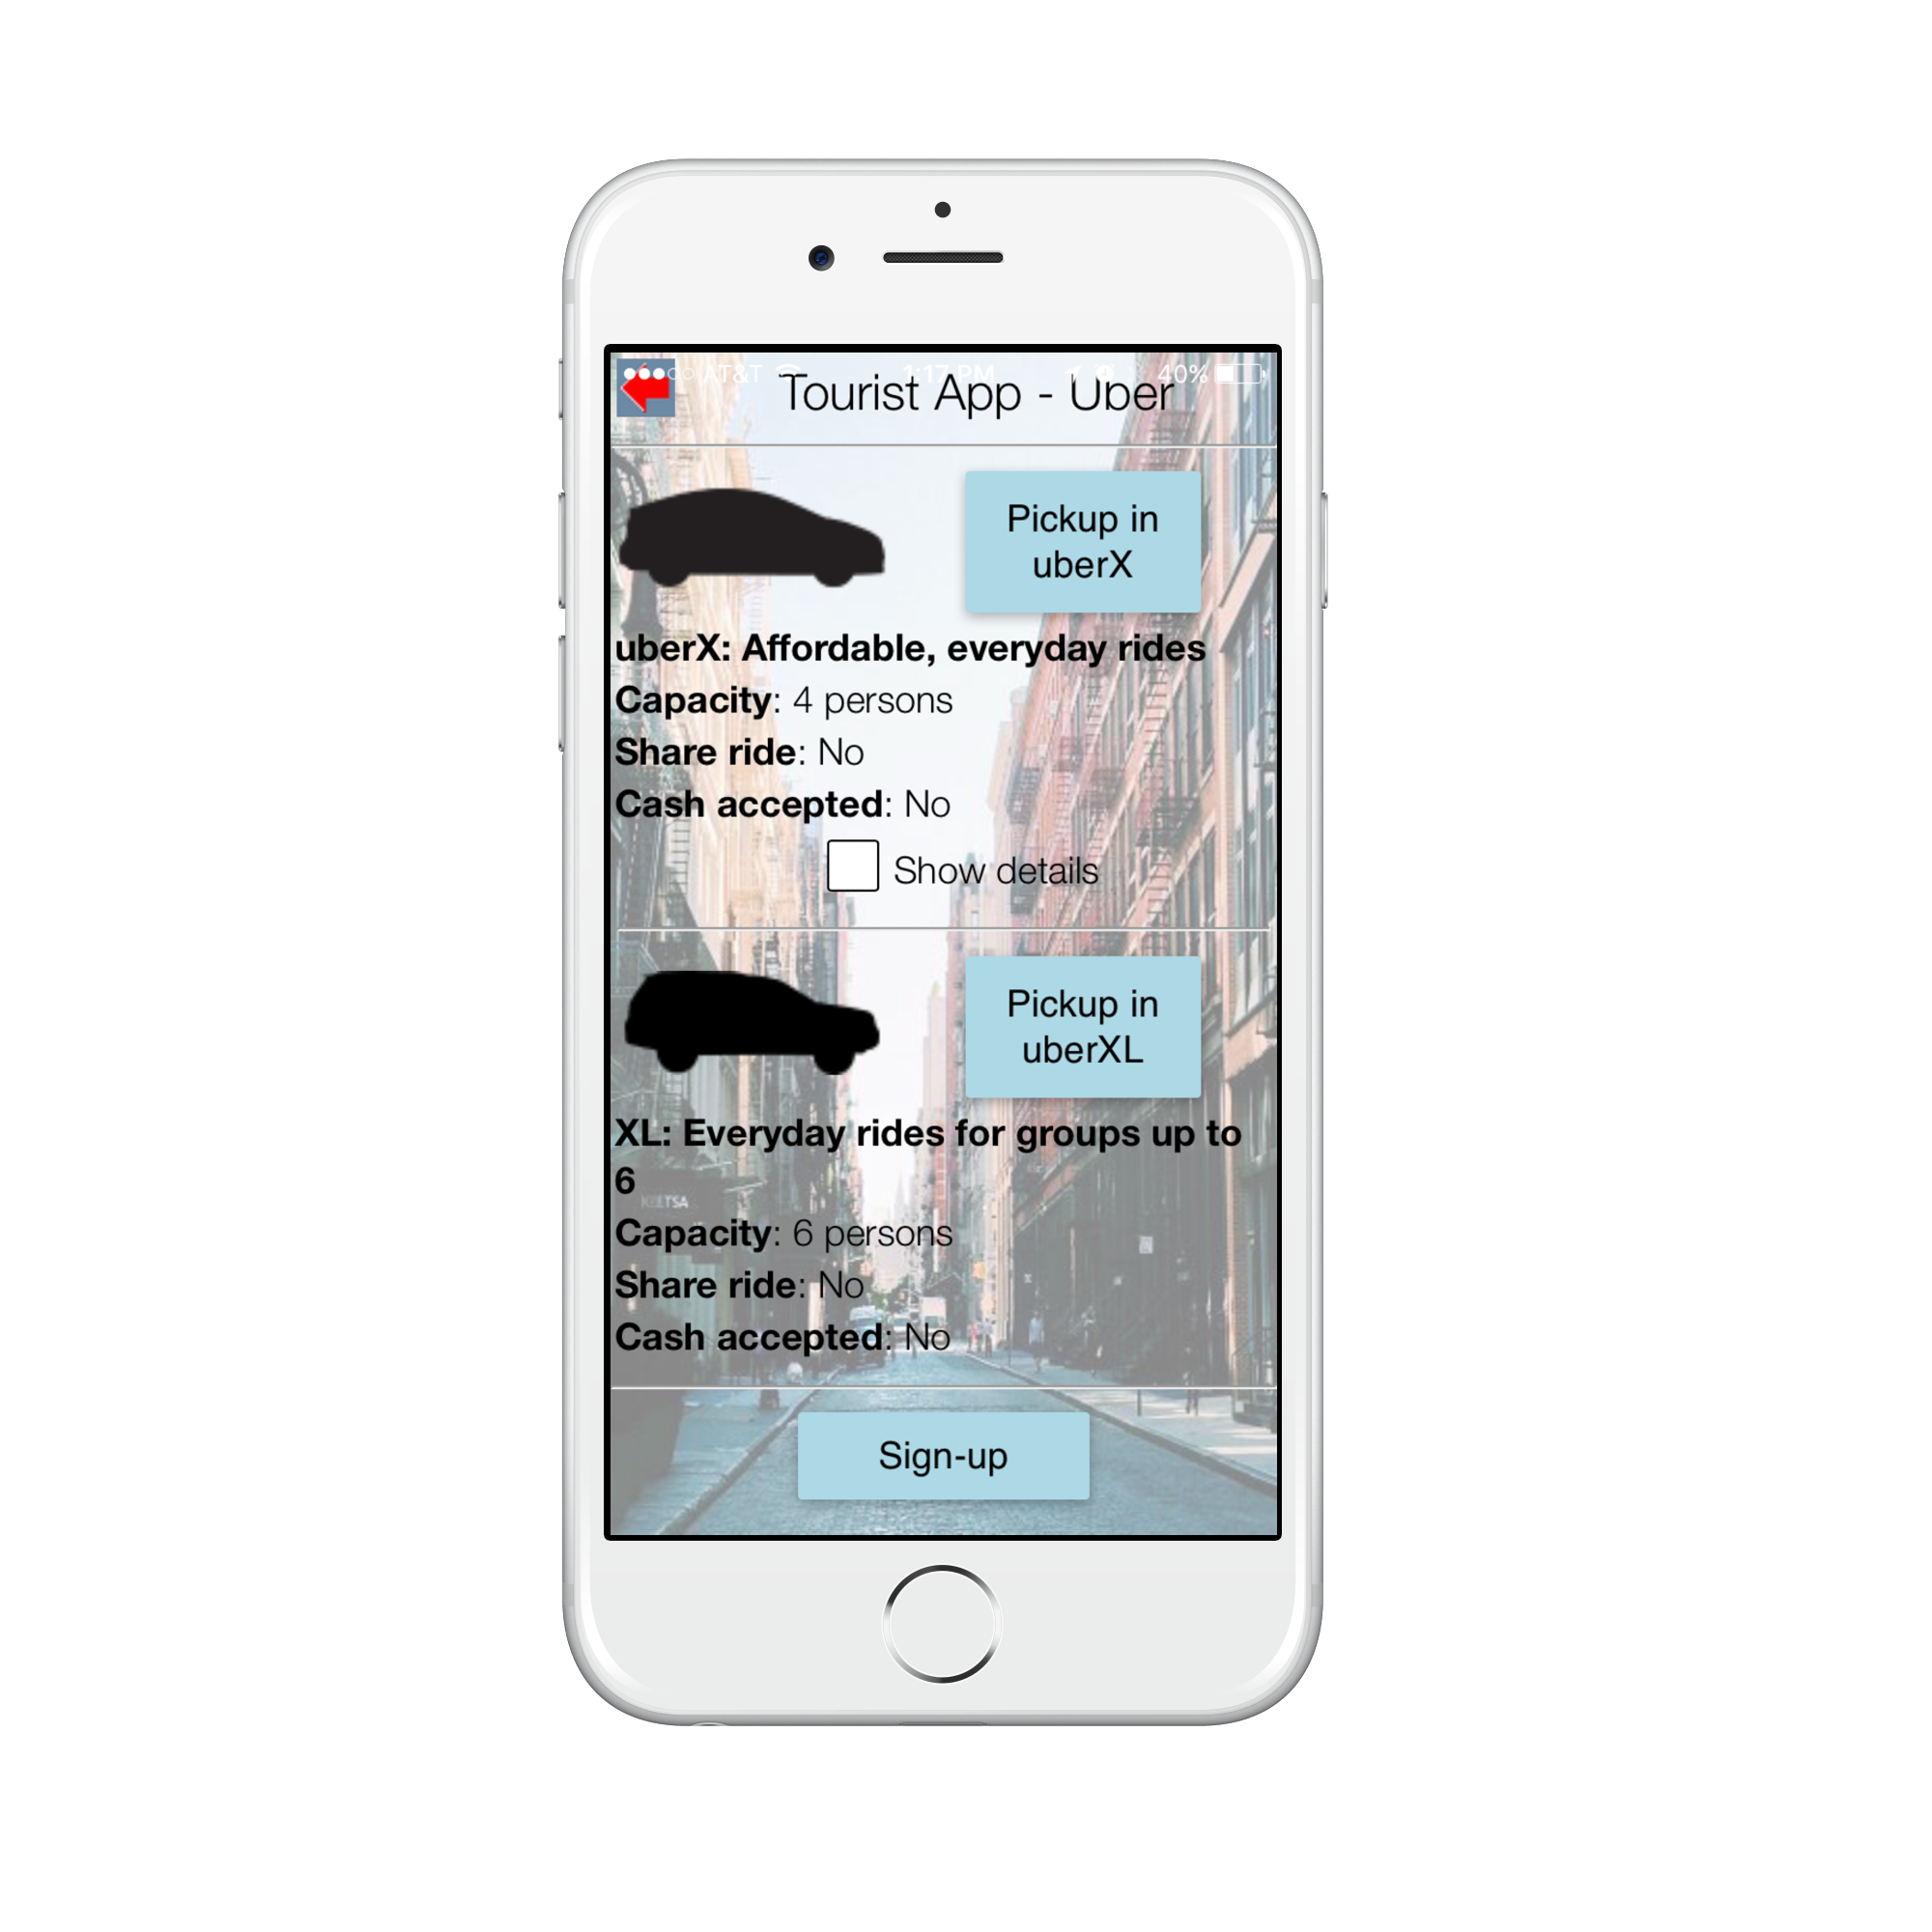 AT&T 1:17 PM 40%
Tourist App - Uber
Pickup in
uberX
uberX: Affordable, everyday rides
Capacity: 4 persons
Share ride: No
Cash accepted: No
Show details
Pickup in
uberXL
XL: Everyday rides for groups up to
6
KEETSA
Capacity: 6 persons
Share ride: No
Cash accepted: No
Sign-up